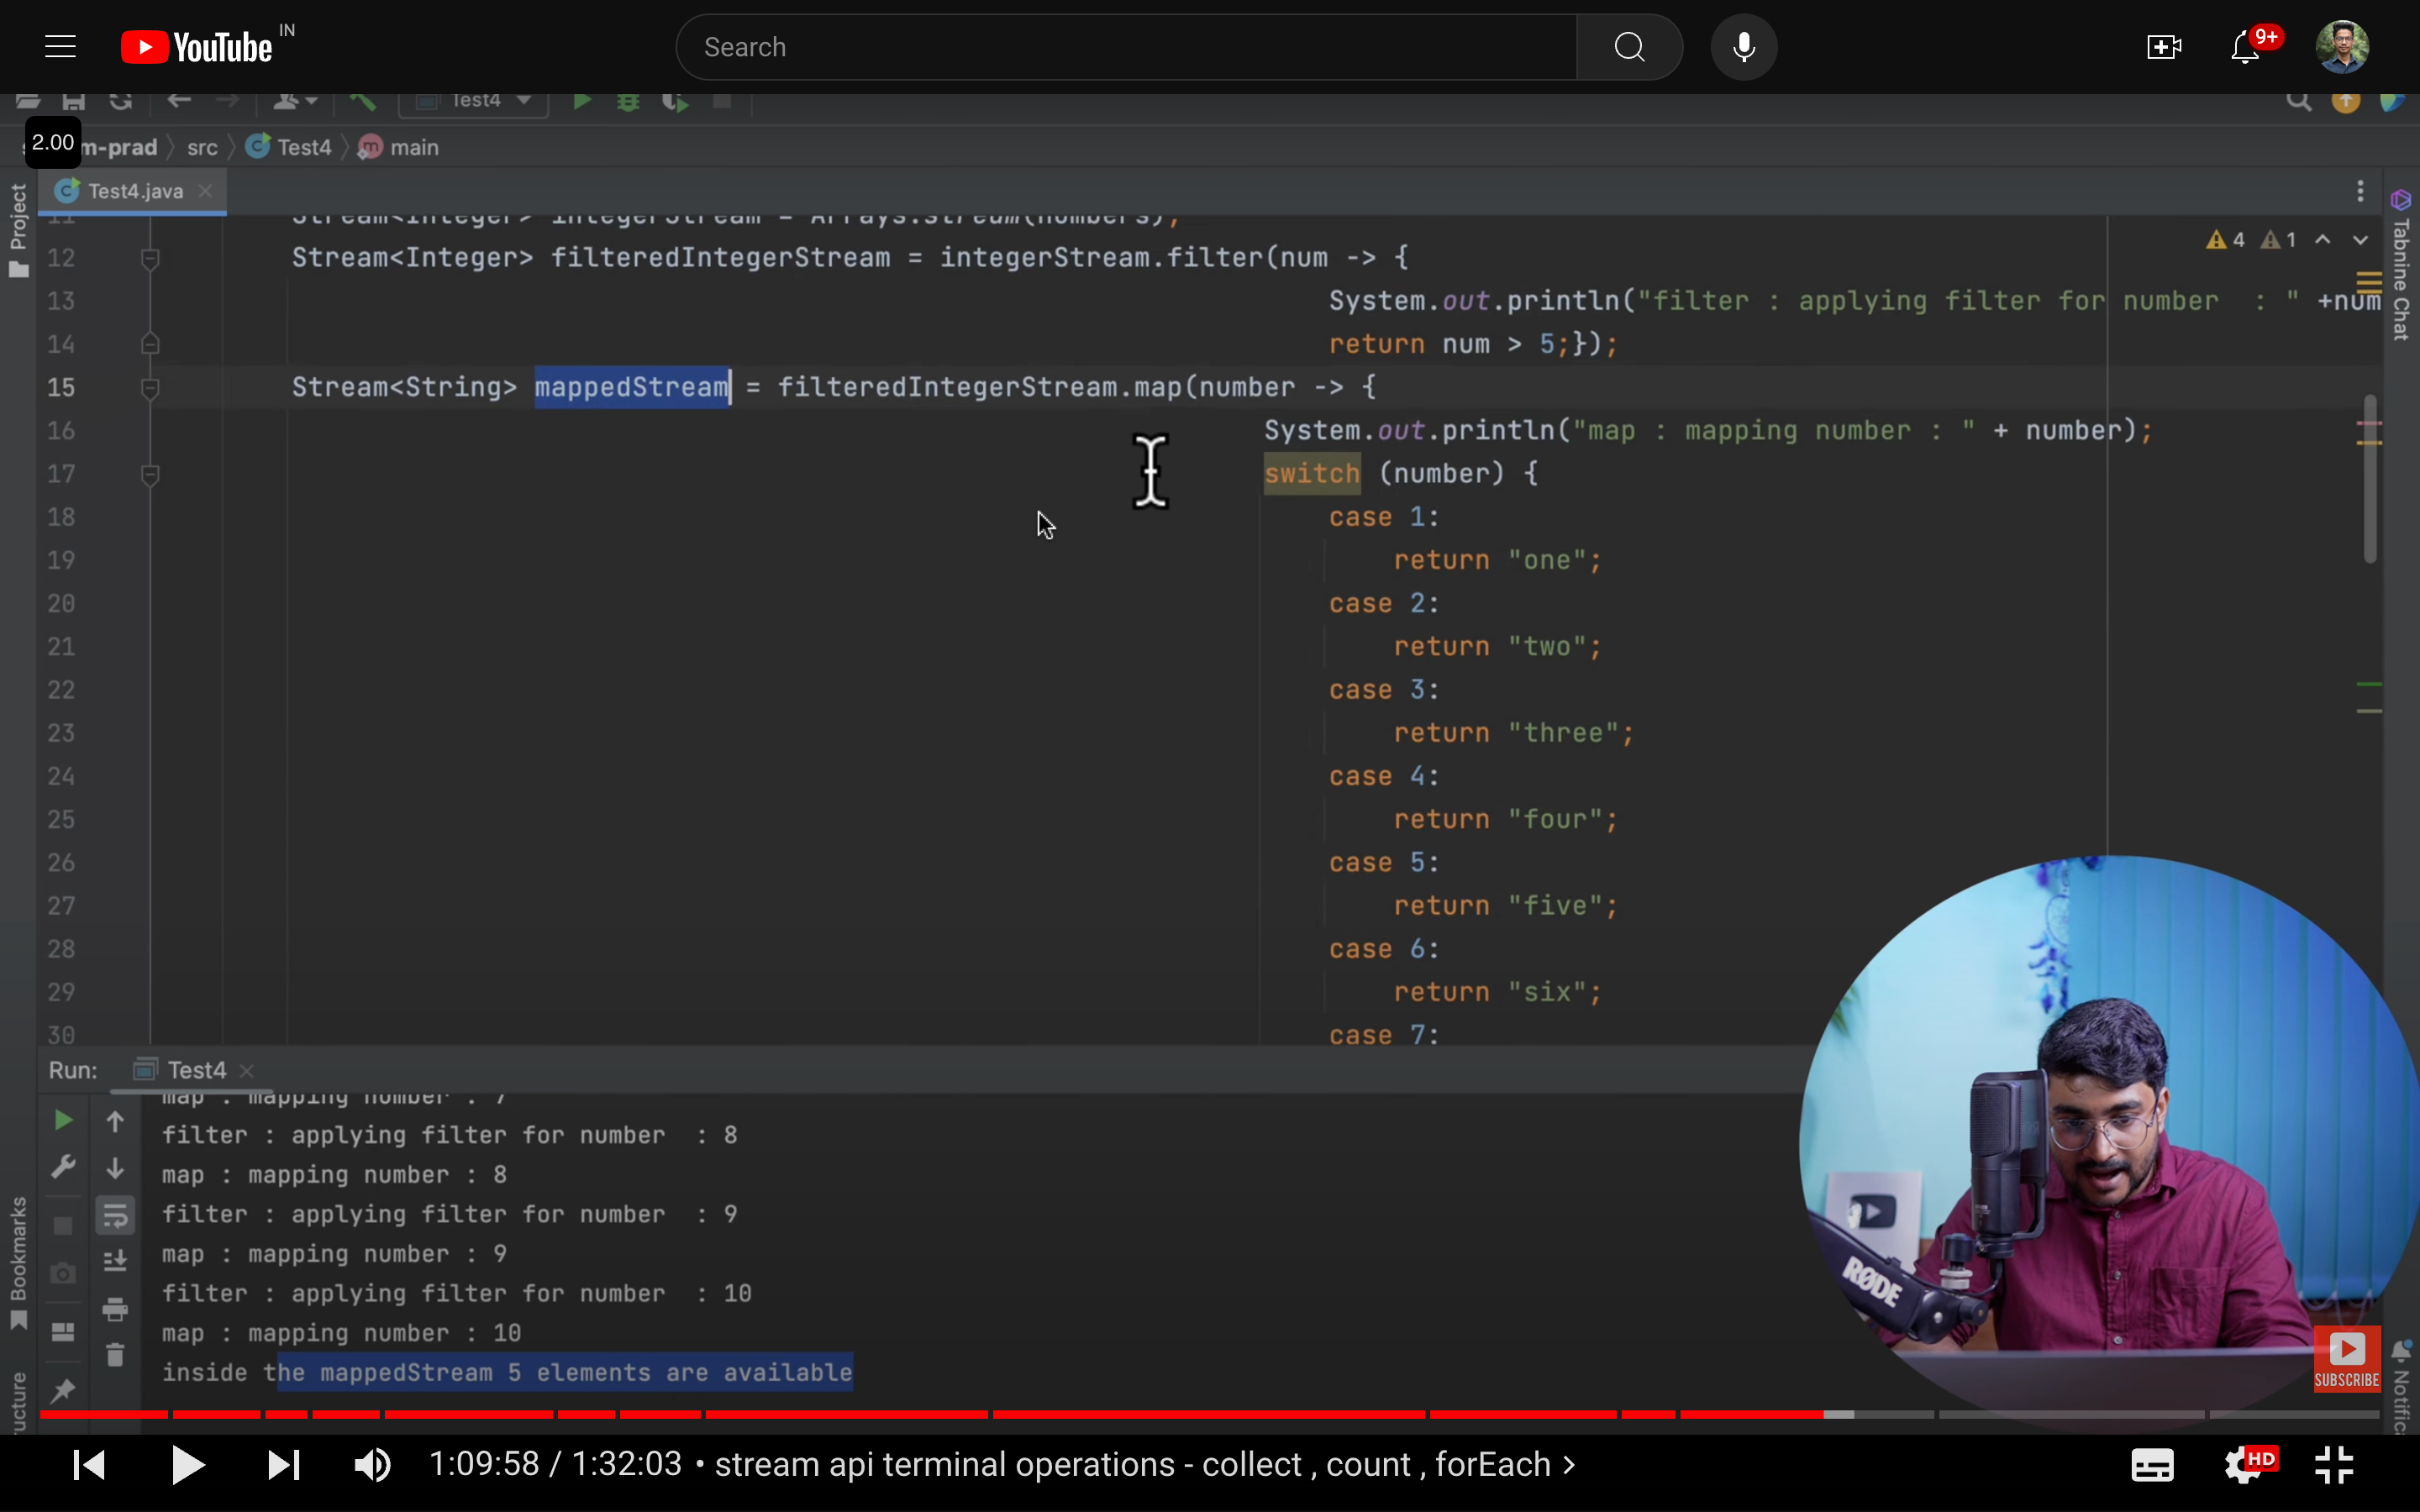 YouTube IN
Search
9+
Test4
2.00
m-prad
src
Test4
main
Project
Test4.java
Tabnine Chat
4
1
11 Stream<Integer> integerStream = Arrays.stream(numbers);
12 Stream<Integer> filteredIntegerStream = integerStream.filter(num -> {
13 System.out.println("filter : applying filter for number  : " +num
14 return num > 5;});
15 Stream<String> mappedStream = filteredIntegerStream.map(number -> {
16 System.out.println("map : mapping number : " + number);
17 switch (number) {
18 case 1:
19 return "one";
20 case 2:
21 return "two";
22 case 3:
23 return "three";
24 case 4:
25 return "four";
26 case 5:
27 return "five";
28 case 6:
29 return "six";
30 case 7:
Run:
Test4
map : mapping number : 7
filter : applying filter for number  : 8
map : mapping number : 8
filter : applying filter for number  : 9
map : mapping number : 9
filter : applying filter for number  : 10
map : mapping number : 10
inside the mappedStream 5 elements are available
Bookmarks
ructure
RØDE
SUBSCRIBE
Notific
1:09:58 / 1:32:03 • stream api terminal operations - collect , count , forEach
HD